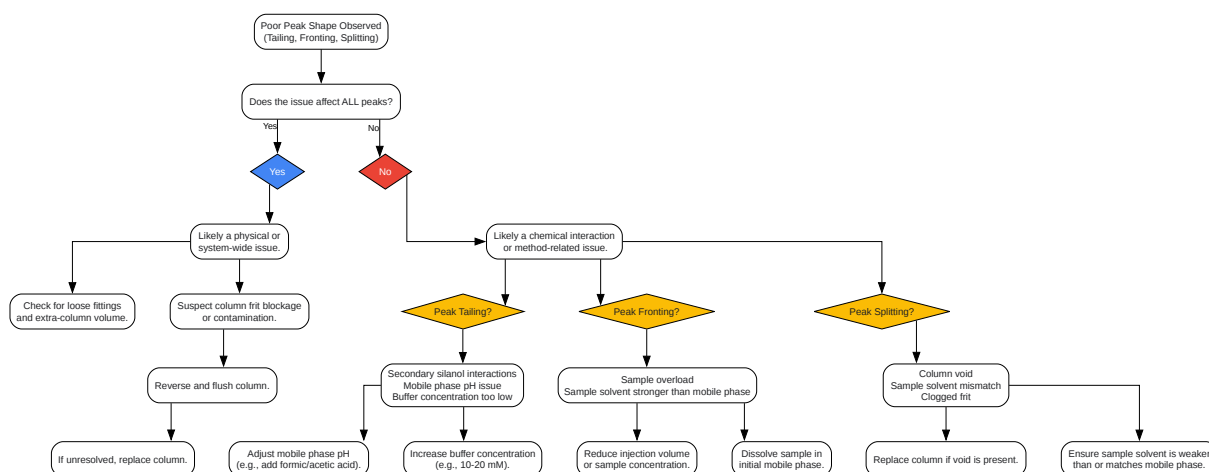 Poor Peak Shape Observed
(Tailing, Fronting, Splitting)
Does the issue affect ALL peaks?
Yes
No
Yes
No
Likely a physical or
system-wide issue.
Likely a chemical interaction
or method-related issue.
Check for loose fittings
and extra-column volume.
Suspect column frit blockage
or contamination.
Peak Tailing?
Peak Fronting?
Peak Splitting?
Reverse and flush column.
Secondary silanol interactions
Mobile phase pH issue
Buffer concentration too low
Sample overload
Sample solvent stronger than mobile phase
Column void
Sample solvent mismatch
Clogged frit
If unresolved, replace column.
Adjust mobile phase pH
(e.g., add formic/acetic acid).
Increase buffer concentration
(e.g., 10-20 mM).
Reduce injection volume
or sample concentration.
Dissolve sample in
initial mobile phase.
Replace column if void is present.
Ensure sample solvent is weaker
than or matches mobile phase.